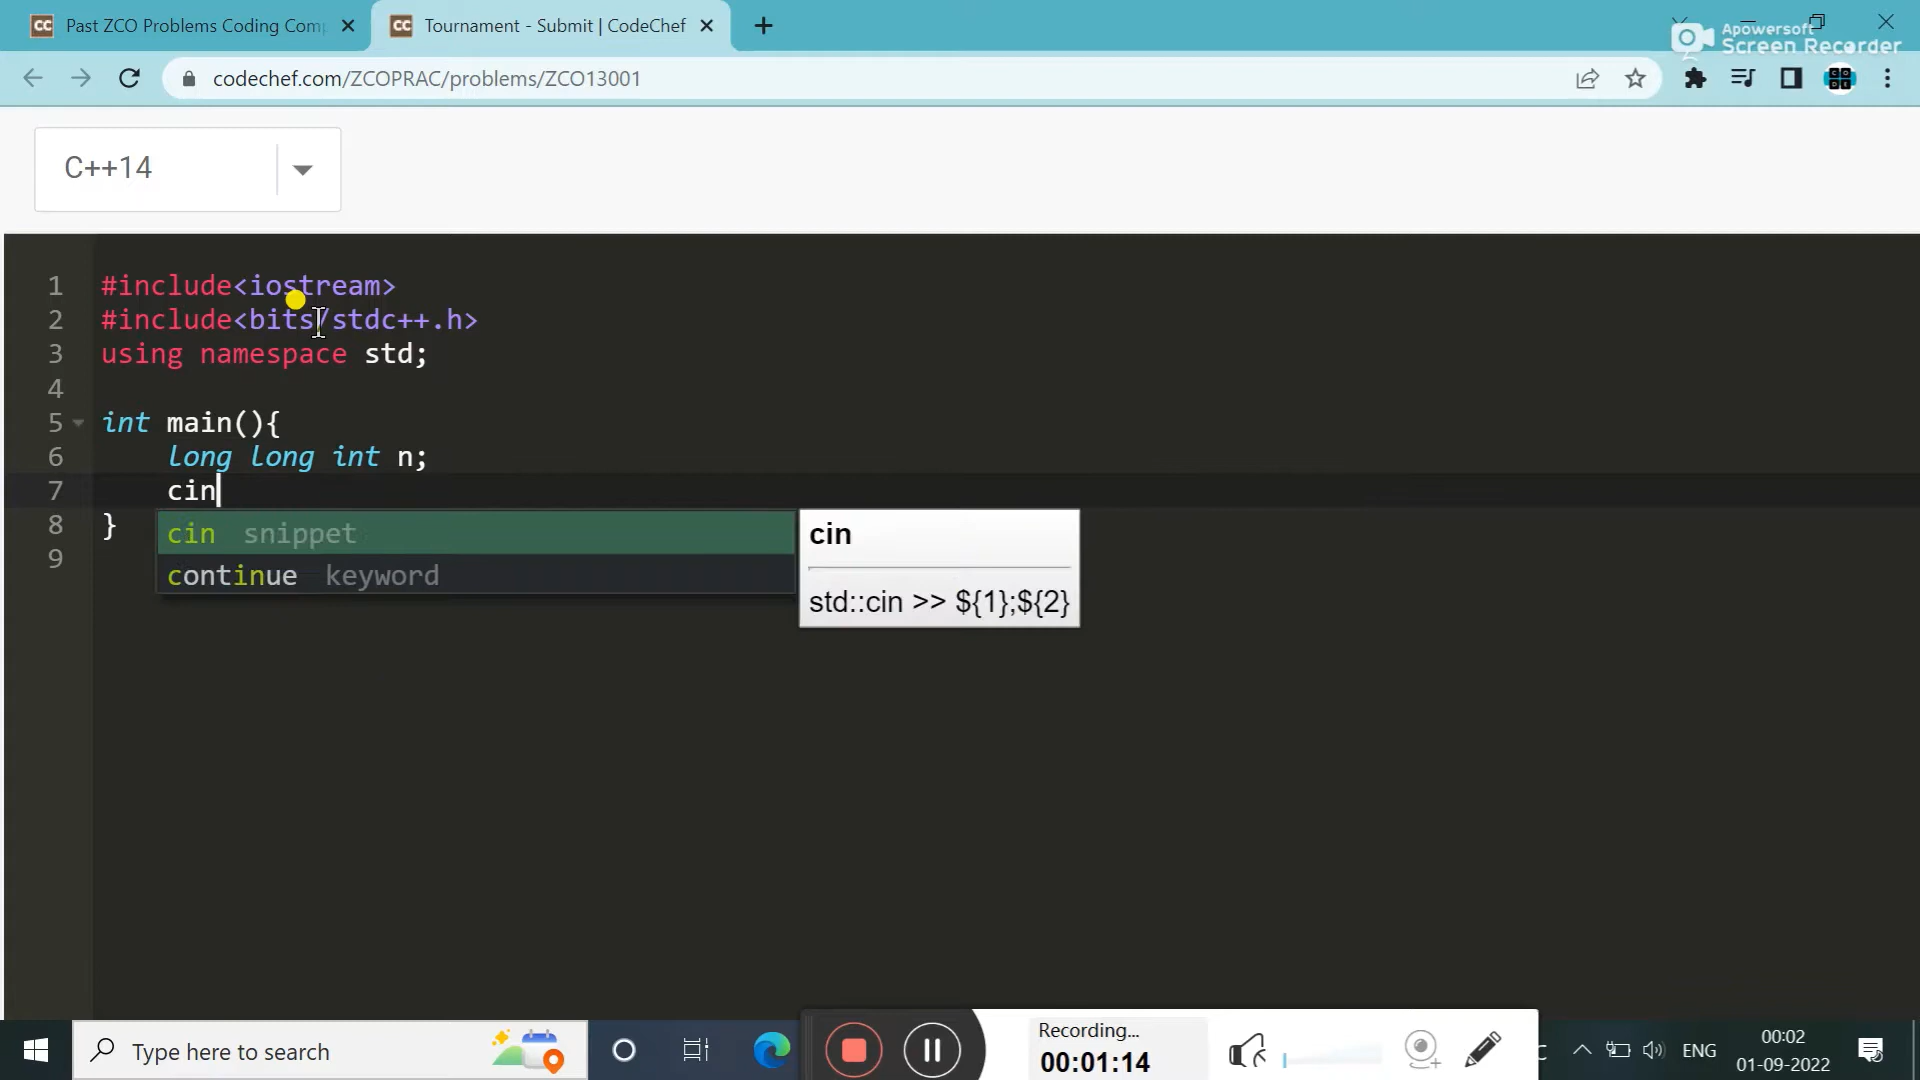 Past ZCO Problems Coding Comp
Tournament - Submit | CodeChef
Apowersoft
Screen Recorder
codechef.com/ZCOPRAC/problems/ZCO13001
C++14
1 #include<iostream>
2 #include<bits/stdc++.h>
3 using namespace std;
4
5 int main(){
6 long long int n;
7 cin
8 }
9
cin snippet
continue keyword
cin
std::cin >> ${1};${2}
Type here to search
Recording...
00:01:14
ENG
00:02
01-09-2022